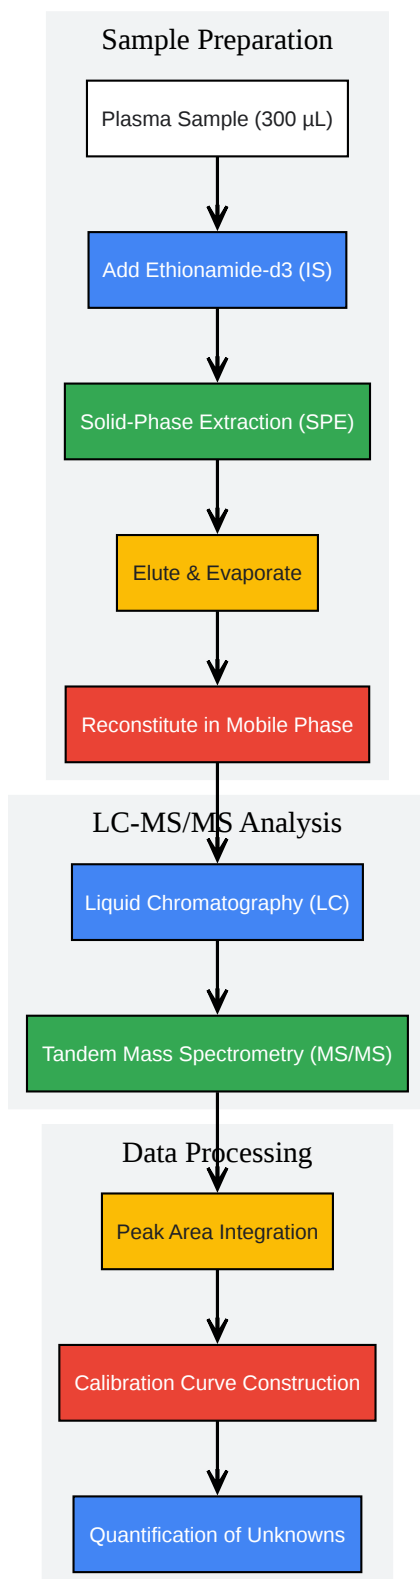 Sample Preparation
Plasma Sample (300 µL)
Add Ethionamide-d3 (IS)
Solid-Phase Extraction (SPE)
Elute & Evaporate
Reconstitute in Mobile Phase
LC-MS/MS Analysis
Liquid Chromatography (LC)
Tandem Mass Spectrometry (MS/MS)
Data Processing
Peak Area Integration
Calibration Curve Construction
Quantification of Unknowns